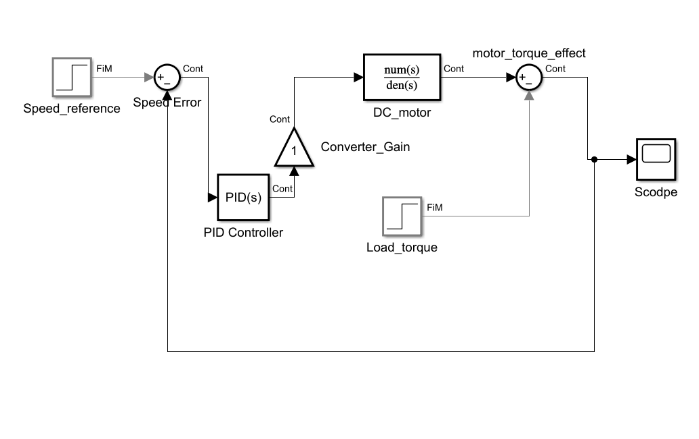 motor_torque_effect
FiM
Cont
num(s)
den(s)
Cont
Cont
+
−
+
−
Speed_reference
Speed Error
DC_motor
Cont
1
Converter_Gain
Scodpe
PID(s)
Cont
FiM
PID Controller
Load_torque